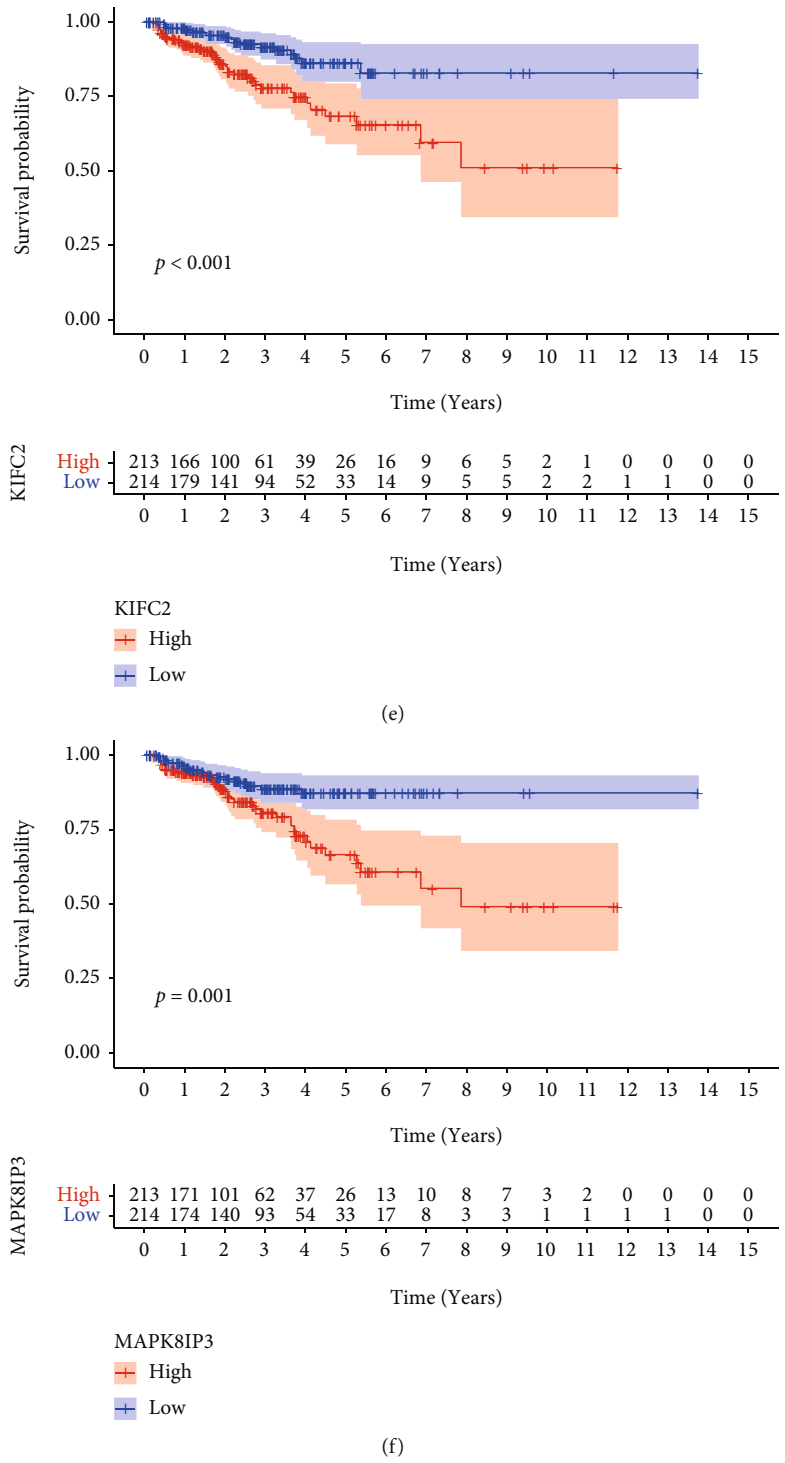 1.00
0.75
0.50
0.25
0.00
Survival probability
p < 0.001
0 1 2 3 4 5 6 7 8 9 10 11 12 13 14 15
Time (Years)
KIFC2
High 213 166 100 61 39 26 16 9 6 5 2 1 0 0 0 0
Low 214 179 141 94 52 33 14 9 5 5 2 2 1 1 0 0
0 1 2 3 4 5 6 7 8 9 10 11 12 13 14 15
Time (Years)
KIFC2
High
Low
(e)
1.00
0.75
0.50
0.25
0.00
Survival probability
p = 0.001
0 1 2 3 4 5 6 7 8 9 10 11 12 13 14 15
Time (Years)
MAPK8IP3
High 213 171 101 62 37 26 13 10 8 7 3 2 0 0 0 0
Low 214 174 140 93 54 33 17 8 3 3 1 1 1 1 0 0
0 1 2 3 4 5 6 7 8 9 10 11 12 13 14 15
Time (Years)
MAPK8IP3
High
Low
(f)